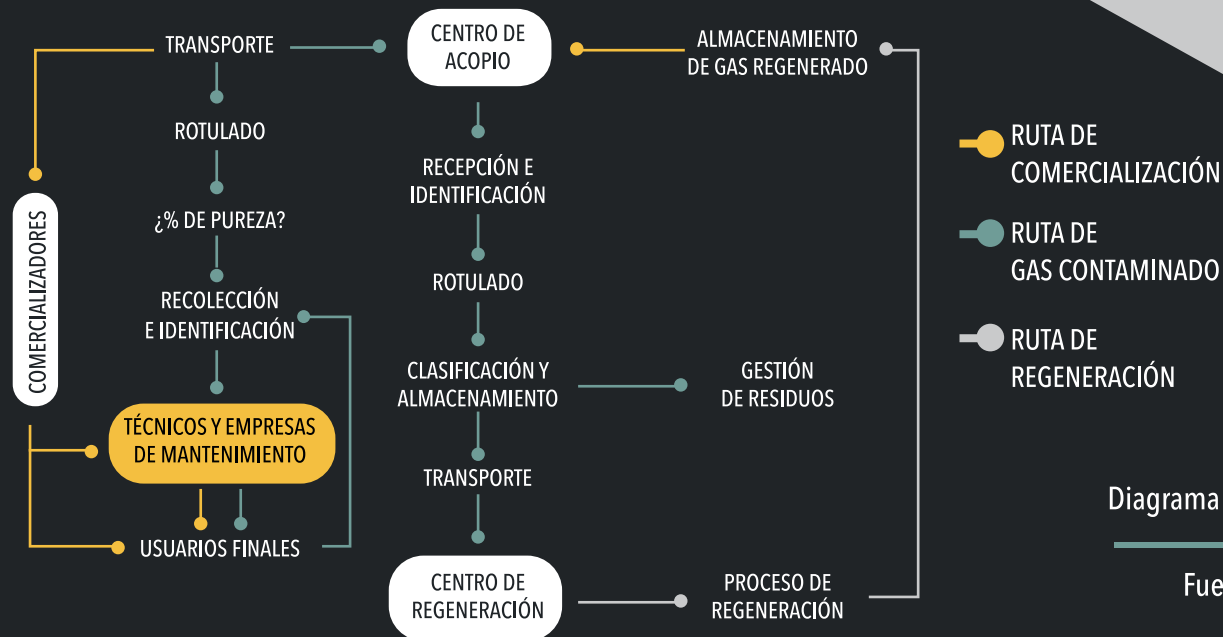 TRANSPORTE
ROTULADO
¿% DE PUREZA?
RECOLECCIÓN
E IDENTIFICACIÓN
COMERCIALIZADORES
TÉCNICOS Y EMPRESAS
DE MANTENIMIENTO
USUARIOS FINALES
CENTRO DE
ACOPIO
RECEPCIÓN E
IDENTIFICACIÓN
ROTULADO
CLASIFICACIÓN Y
ALMACENAMIENTO
TRANSPORTE
CENTRO DE
REGENERACIÓN
ALMACENAMIENTO
DE GAS REGENERADO
GESTIÓN
DE RESIDUOS
PROCESO DE
REGENERACIÓN
RUTA DE
COMERCIALIZACIÓN
RUTA DE
GAS CONTAMINADO
RUTA DE
REGENERACIÓN
Diagrama
Fue